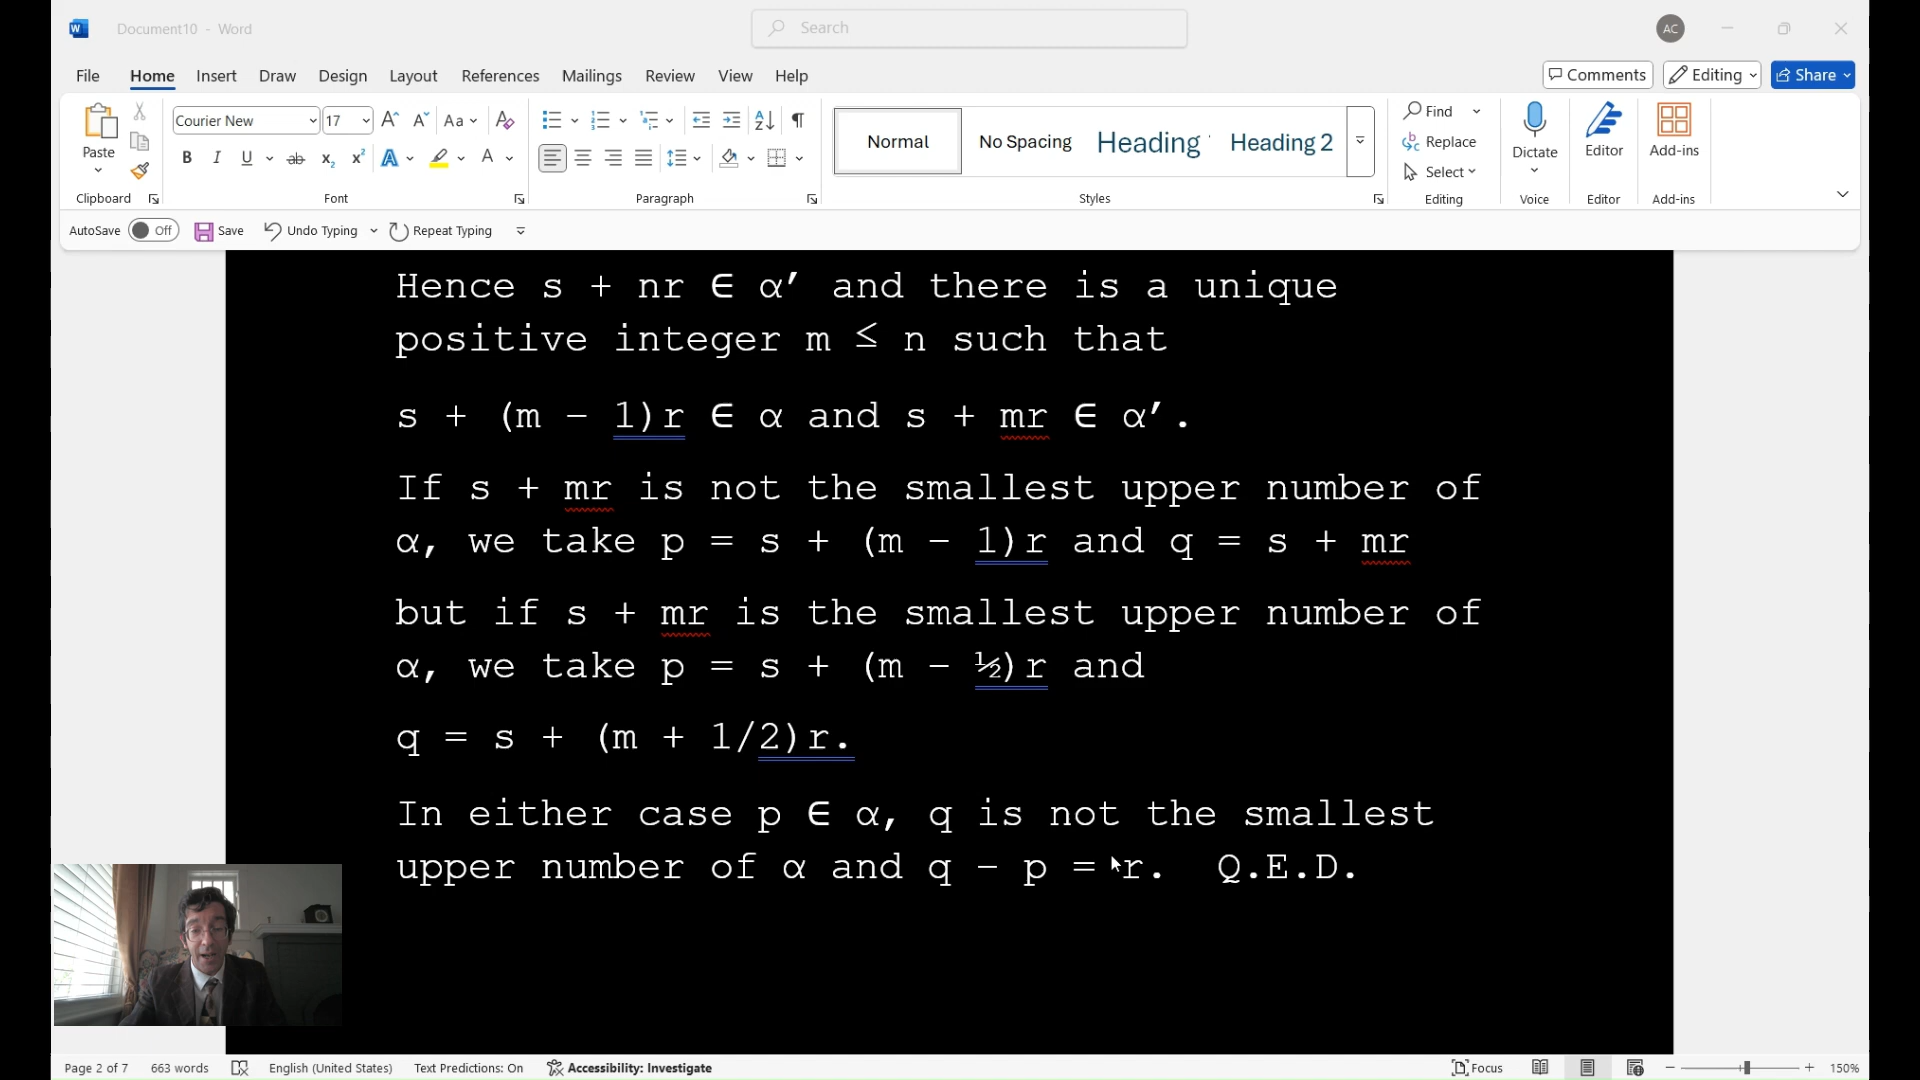 Document10 - Word
Search
AC
File Home Insert Draw Design Layout References Mailings Review View Help
Comments Editing Share
Paste
Clipboard
Courier New 17
Aa
B I U ab x₂ x² A A
Font
Paragraph
Normal No Spacing Heading Heading 2
Styles
Find
Replace
Select
Editing
Dictate
Voice
Editor
Editor
Add-ins
Add-ins
AutoSave Off Save Undo Typing Repeat Typing
Hence s + nr ∈ α′ and there is a unique
positive integer m ≤ n such that
s + (m − 1)r ∈ α and s + mr ∈ α′.
If s + mr is not the smallest upper number of
α, we take p = s + (m − 1)r and q = s + mr
but if s + mr is the smallest upper number of
α, we take p = s + (m − ½)r and
q = s + (m + 1/2)r.
In either case p ∈ α, q is not the smallest
upper number of α and q − p = r. Q.E.D.
Page 2 of 7 663 words English (United States) Text Predictions: On Accessibility: Investigate Focus 150%